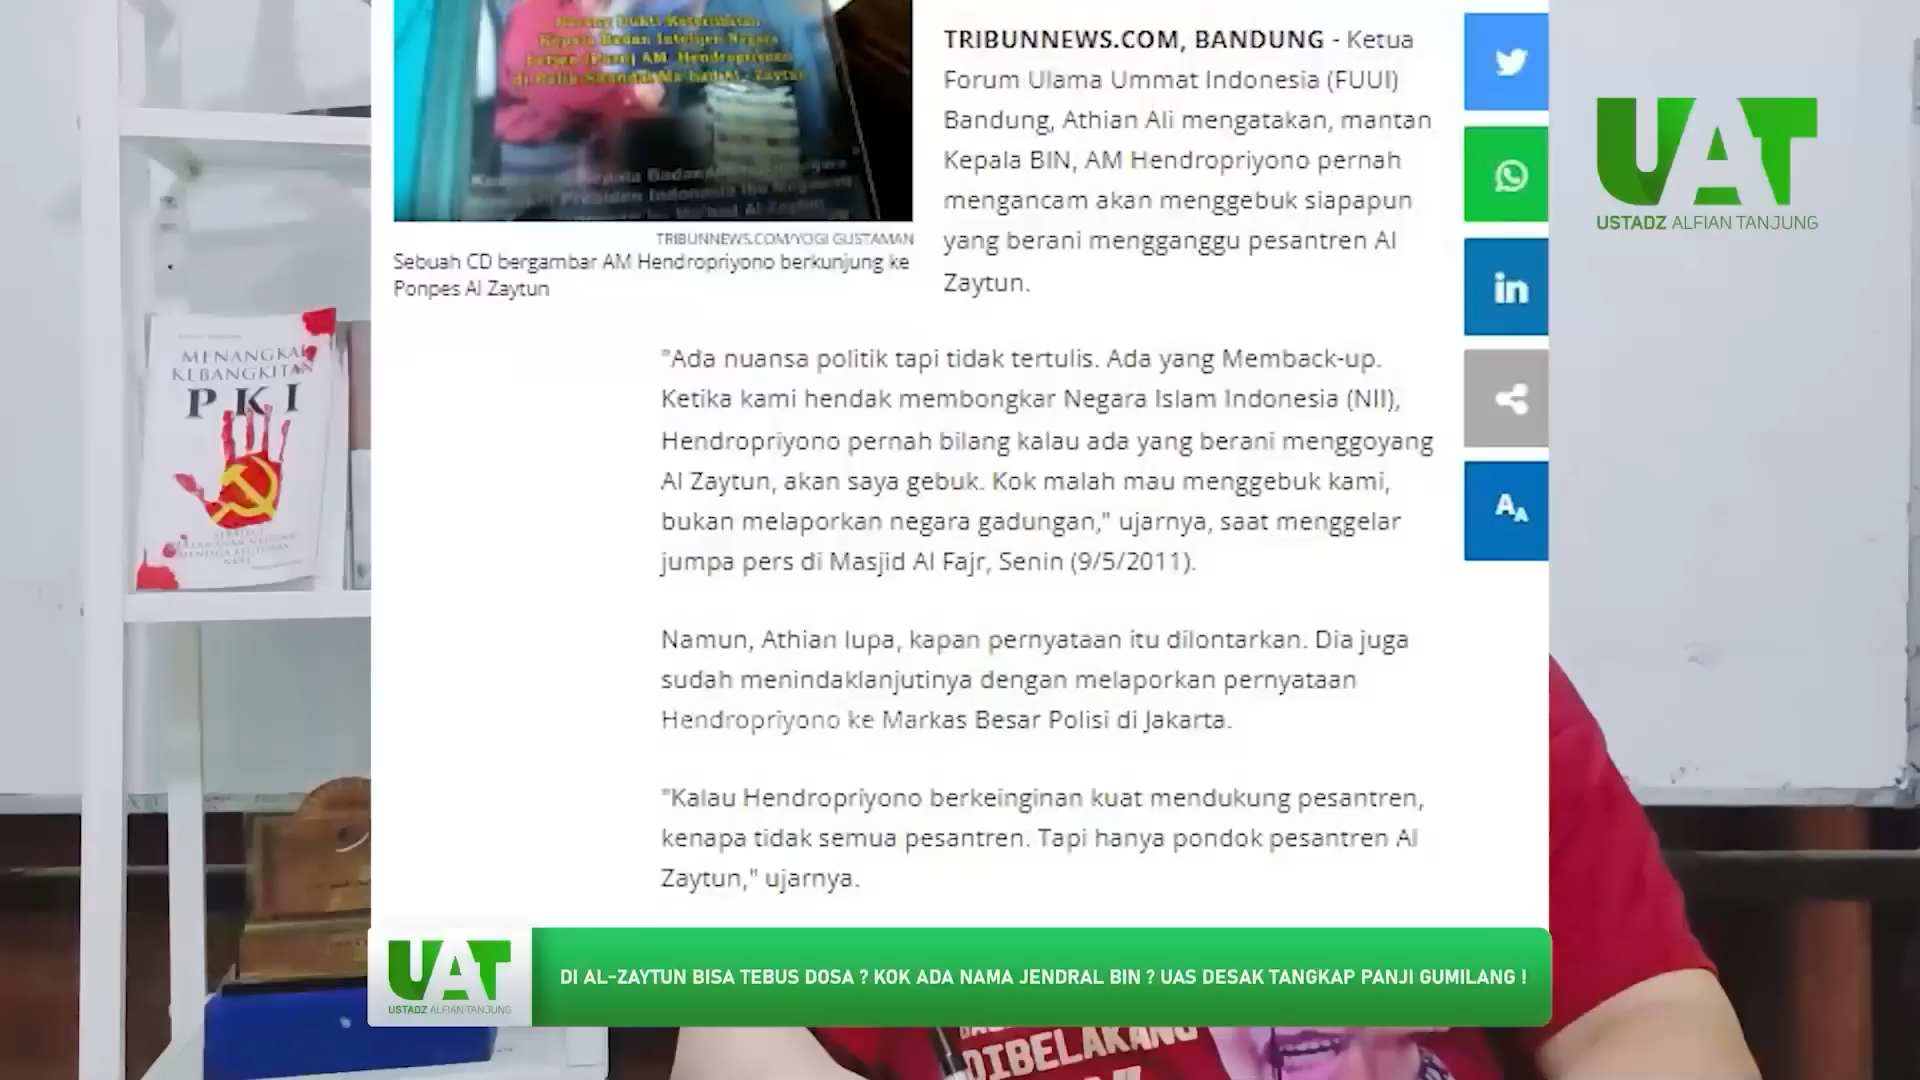 TRIBUNNEWS.COM, BANDUNG - Ketua
Forum Ulama Ummat Indonesia (FUUI)
Bandung, Athian Ali mengatakan, mantan
Kepala BIN, AM Hendropriyono pernah
mengancam akan menggebuk siapapun
yang berani mengganggu pesantren Al
Zaytun.
TRIBUNNEWS.COM/YOGI GUSTAMAN
Sebuah CD bergambar AM Hendropriyono berkunjung ke
Ponpes Al Zaytun
"Ada nuansa politik tapi tidak tertulis. Ada yang Memback-up.
Ketika kami hendak membongkar Negara Islam Indonesia (NII),
Hendropriyono pernah bilang kalau ada yang berani menggoyang
Al Zaytun, akan saya gebuk. Kok malah mau menggebuk kami,
bukan melaporkan negara gadungan," ujarnya, saat menggelar
jumpa pers di Masjid Al Fajr, Senin (9/5/2011).
Namun, Athian lupa, kapan pernyataan itu dilontarkan. Dia juga
sudah menindaklanjutinya dengan melaporkan pernyataan
Hendropriyono ke Markas Besar Polisi di Jakarta.
"Kalau Hendropriyono berkeinginan kuat mendukung pesantren,
kenapa tidak semua pesantren. Tapi hanya pondok pesantren Al
Zaytun," ujarnya.
in
AA
UAT
USTADZ ALFIAN TANJUNG
MENANGKAL
KEBANGKITAN
PKI
UAT
USTADZ ALFIAN TANJUNG
DI AL-ZAYTUN BISA TEBUS DOSA ? KOK ADA NAMA JENDRAL BIN ? UAS DESAK TANGKAP PANJI GUMILANG !
DIBELAKANG